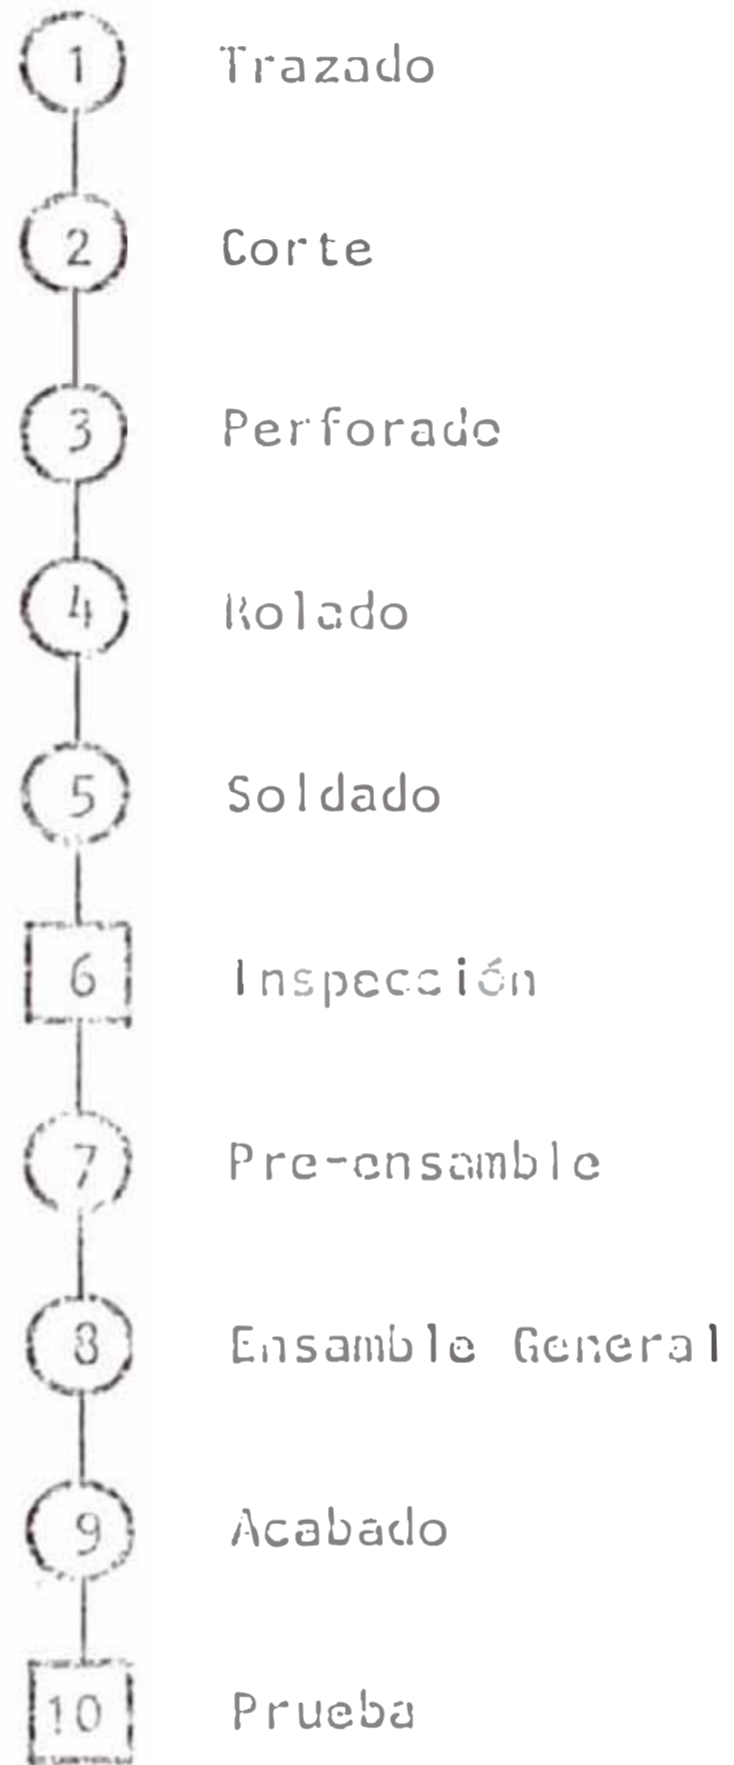 1 Trazado
2 Corte
3 Perforado
4 Rolado
5 Soldado
6 Inspección
7 Pre-ensamble
8 Ensamble General
9 Acabado
10 Prueba